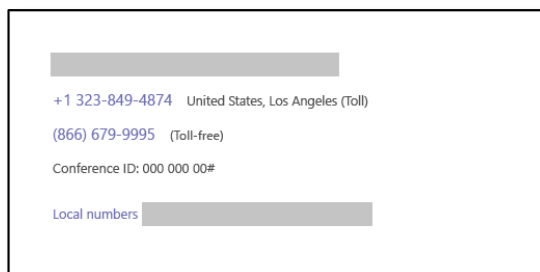 +1 323-849-4874 United States, Los Angeles (Toll)
(866) 679-9995 (Toll-free)
Conference ID: 000 000 00#
Local numbers